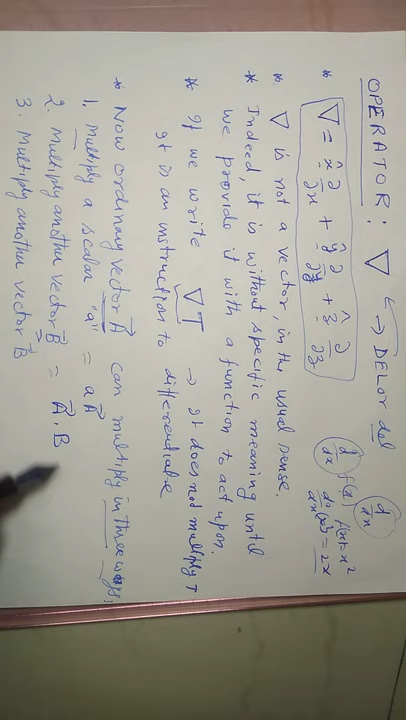 OPERATOR : ∇ → DEL or del
* ∇ = x̂ ∂/∂x + ŷ ∂/∂y + ẑ ∂/∂z
d/dx
d/dx f(x) f(x) = x²
d/dx (x²) = 2x
* ∇ is not a vector, in the usual sense.
* Indeed, it is without specific meaning until
we provide it with a function to act upon.
* If we write ∇T → It does not multiply T
It is an instruction to differentiate
* Now ordinary vector A⃗ can multiply in three ways;
1. Multiply a scalar "a" = aA⃗
2. Multiply another vector B⃗ = A⃗ . B
3. Multiply another vector B⃗